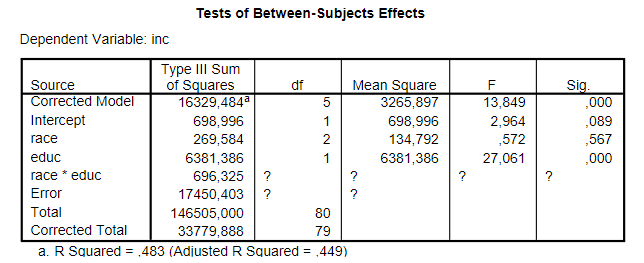 Tests of Between-Subjects Effects
Dependent Variable: inc
Source Type III Sum of Squares df Mean Square F Sig.
Corrected Model 16329,484a 5 3265,897 13,849 ,000
Intercept 698,996 1 698,996 2,964 ,089
race 269,584 2 134,792 ,572 ,567
educ 6381,386 1 6381,386 27,061 ,000
race * educ 696,325 ? ? ? ?
Error 17450,403 ? ?
Total 146505,000 80
Corrected Total 33779,888 79
a. R Squared = ,483 (Adjusted R Squared = ,449)